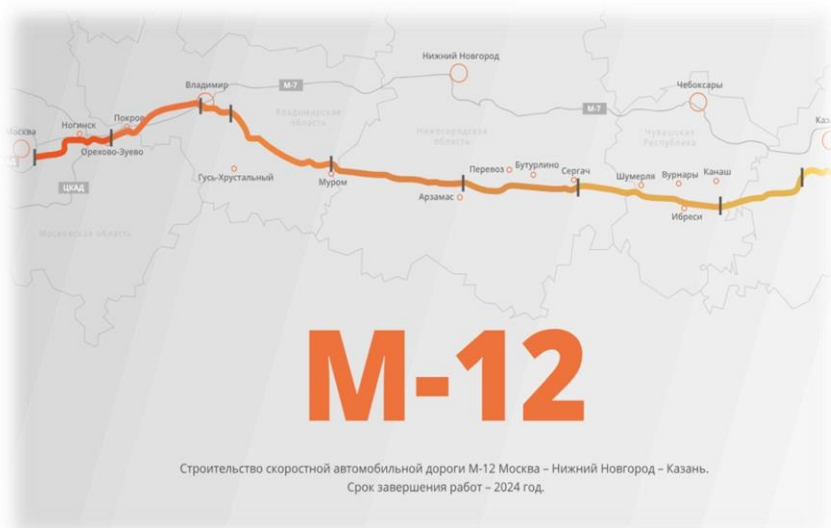 Нижний Новгород
М-7
Владимир
Чебоксары
М-7
Владимирская
область
Покров
Ногинск
Нижегородская
область
Чувашская
Республика
Москва
Орехово-Зуево
Каз
Гусь-Хрустальный
Муром
Перевоз
Бутурлино
Сергач
Шумерля
Вурнары
Канаш
ЦКАД
Арзамас
Ибреси
Московская область
М-12
Строительство скоростной автомобильной дороги М-12 Москва – Нижний Новгород – Казань.
Срок завершения работ – 2024 год.